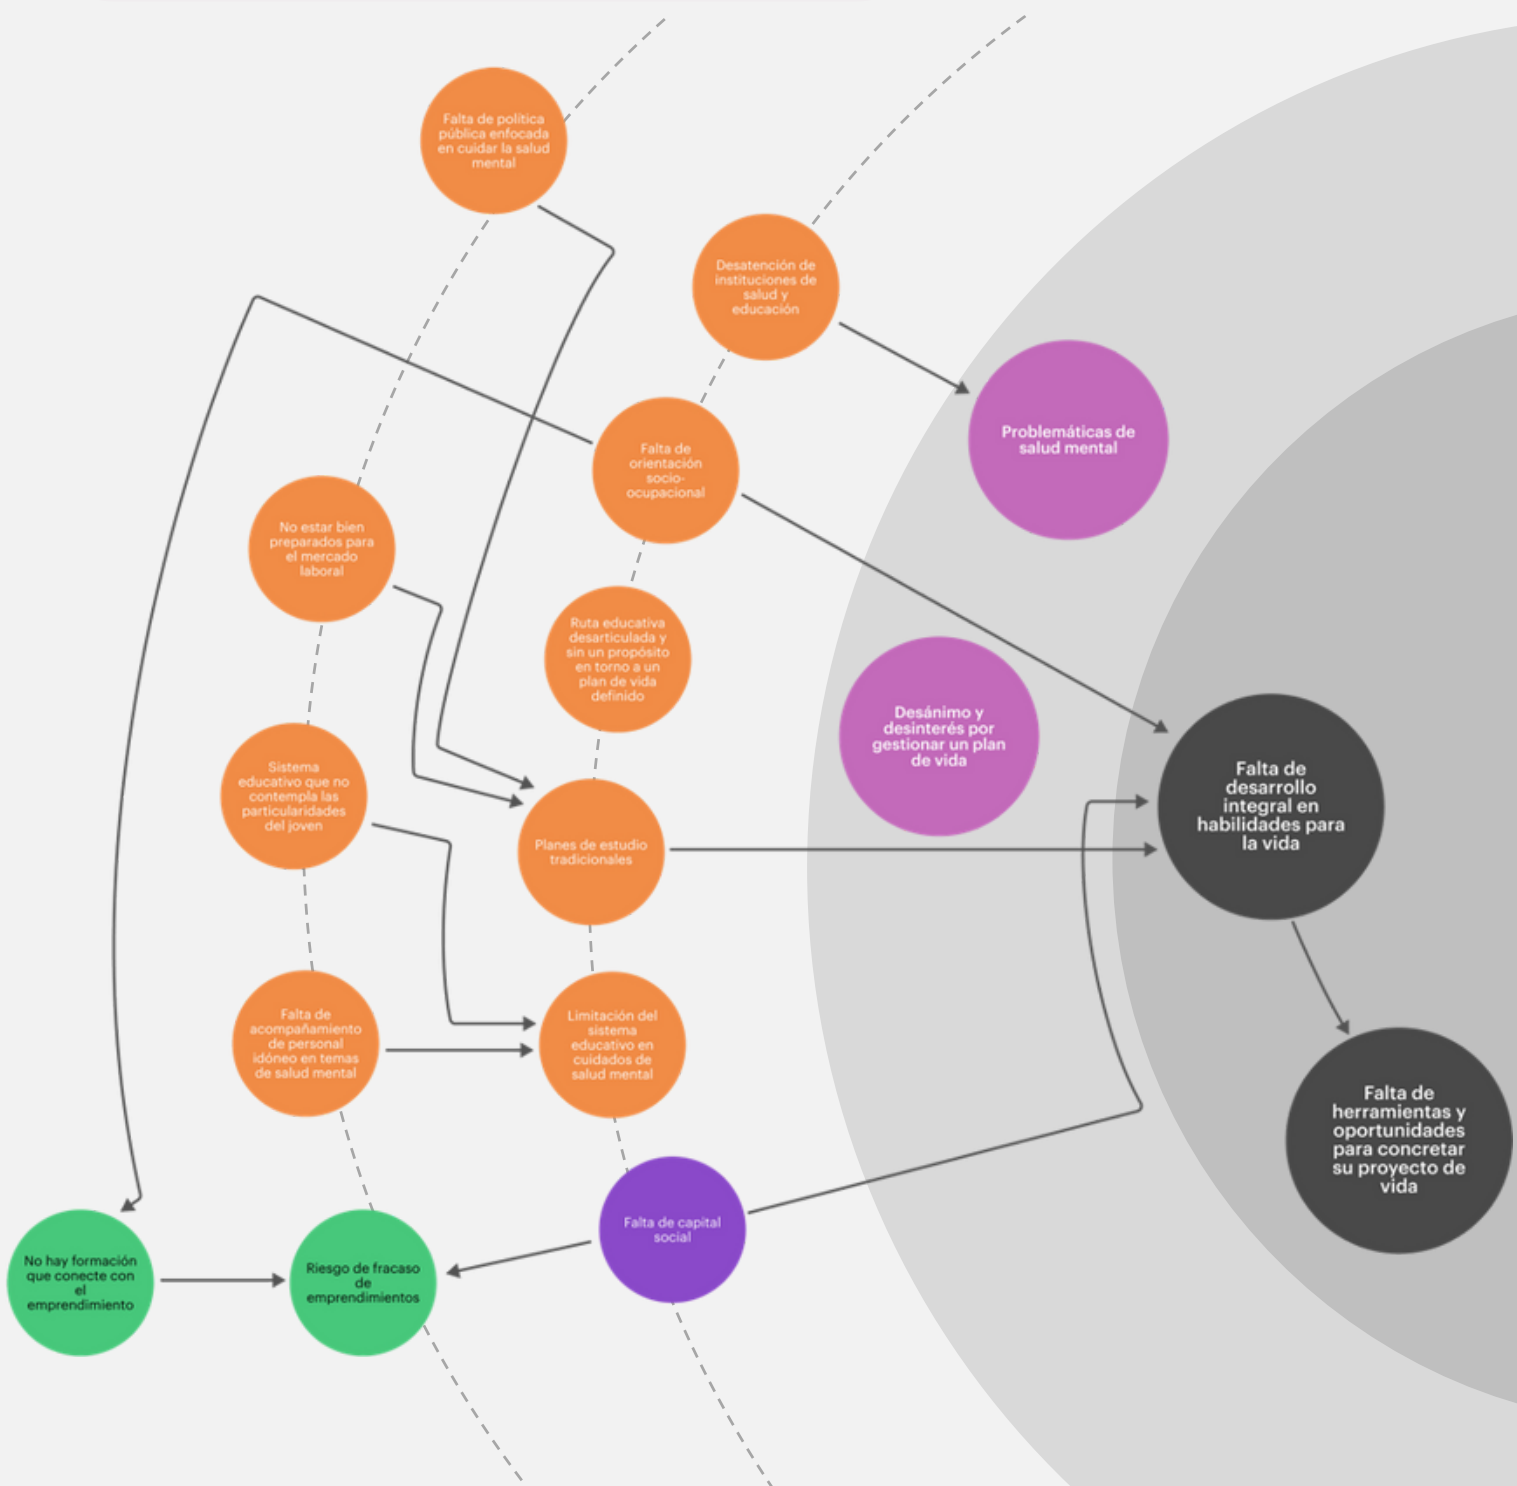 Falta de política
pública enfocada
en cuidar la salud
mental
Desatención de
instituciones de
salud y
educación
Problemáticas de
salud mental
Falta de
orientación
socio-
ocupacional
No estar bien
preparados para
el mercado
laboral
Ruta educativa
desarticulada y
sin un propósito
en torno a un
plan de vida
definido
Desánimo y
desinterés por
gestionar un plan
de vida
Sistema
educativo que no
contempla las
particularidades
del joven
Planes de estudio
tradicionales
Falta de
desarrollo
integral en
habilidades para
la vida
Falta de
acompañamiento
de personal
idóneo en temas
de salud mental
Limitación del
sistema
educativo en
cuidados de
salud mental
Falta de
herramientas y
oportunidades
para concretar
su proyecto de
vida
Falta de capital
social
No hay formación
que conecte con
el
emprendimiento
Riesgo de fracaso
de
emprendimientos